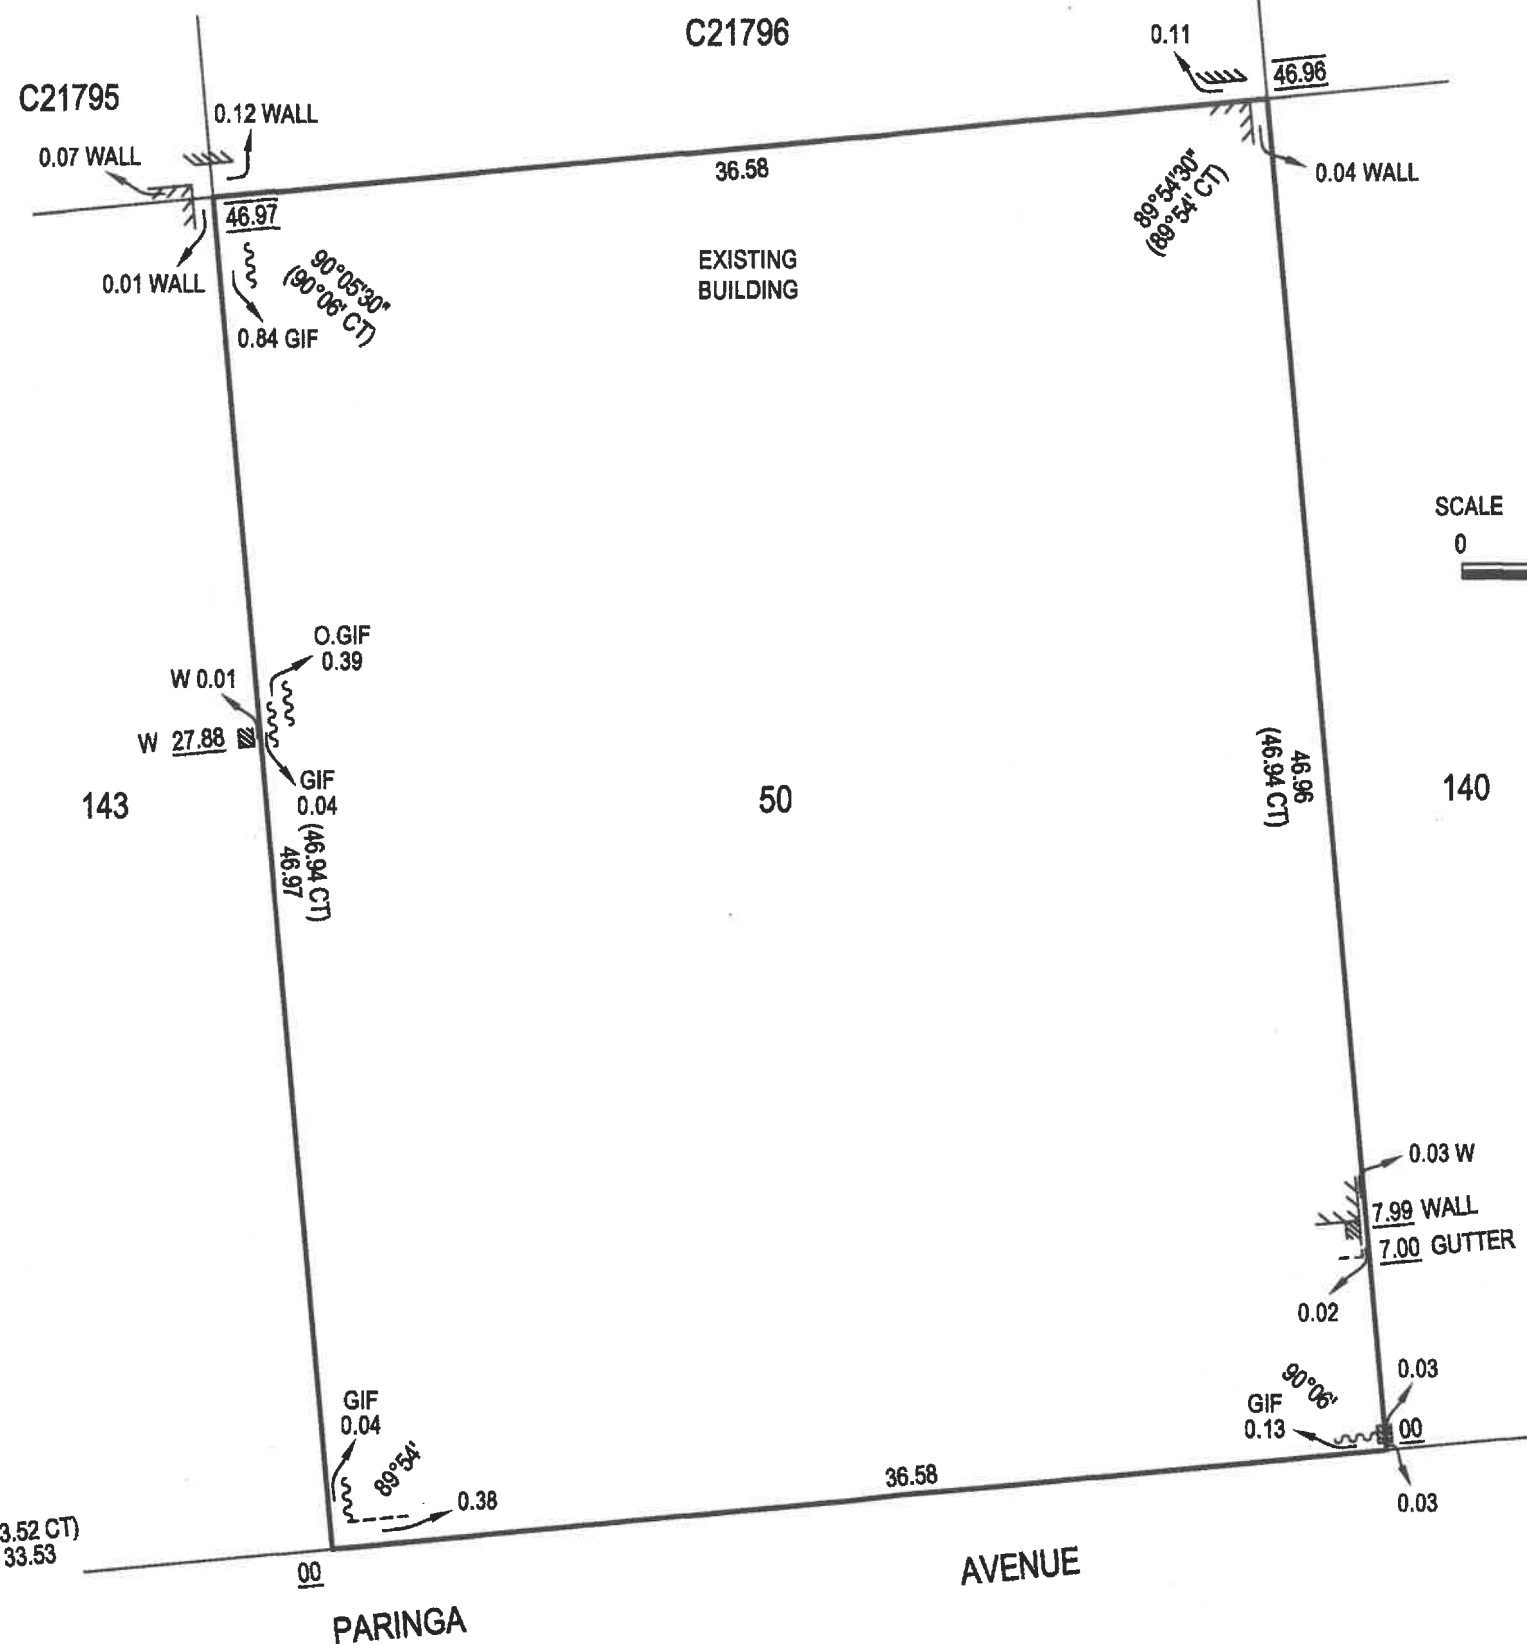 C21796
0.11
46.96
C21795
0.12 WALL
0.07 WALL
36.58
0.04 WALL
89°54'30"
(89°54' CT)
46.97
0.01 WALL
90°05'30"
(90°06' CT)
0.84 GIF
EXISTING
BUILDING
SCALE
0
O.GIF
0.39
W 0.01
W 27.88
GIF
0.04
143
50
46.96
(46.94 CT)
140
(46.94 CT)
46.97
0.03 W
7.99 WALL
7.00 GUTTER
0.02
0.03
90°06'
GIF
0.13
00
GIF
0.04
89°54'
0.38
36.58
0.03
3.52 CT)
33.53
00
AVENUE
PARINGA